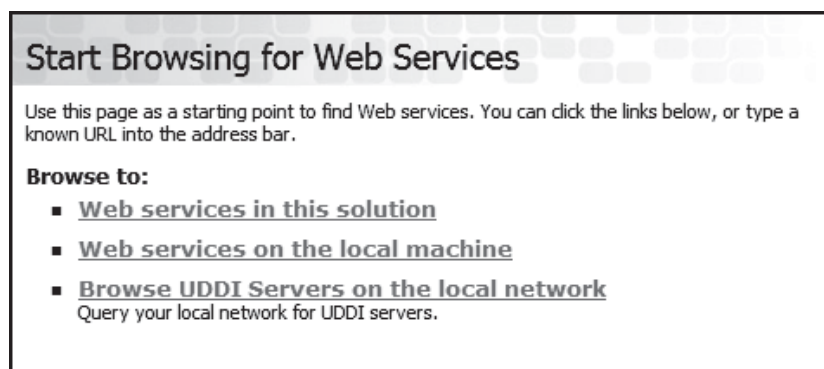 Start Browsing for Web Services
Use this page as a starting point to find Web services. You can click the links below, or type a
known URL into the address bar.
Browse to:
▪ Web services in this solution
▪ Web services on the local machine
▪ Browse UDDI Servers on the local network
Query your local network for UDDI servers.